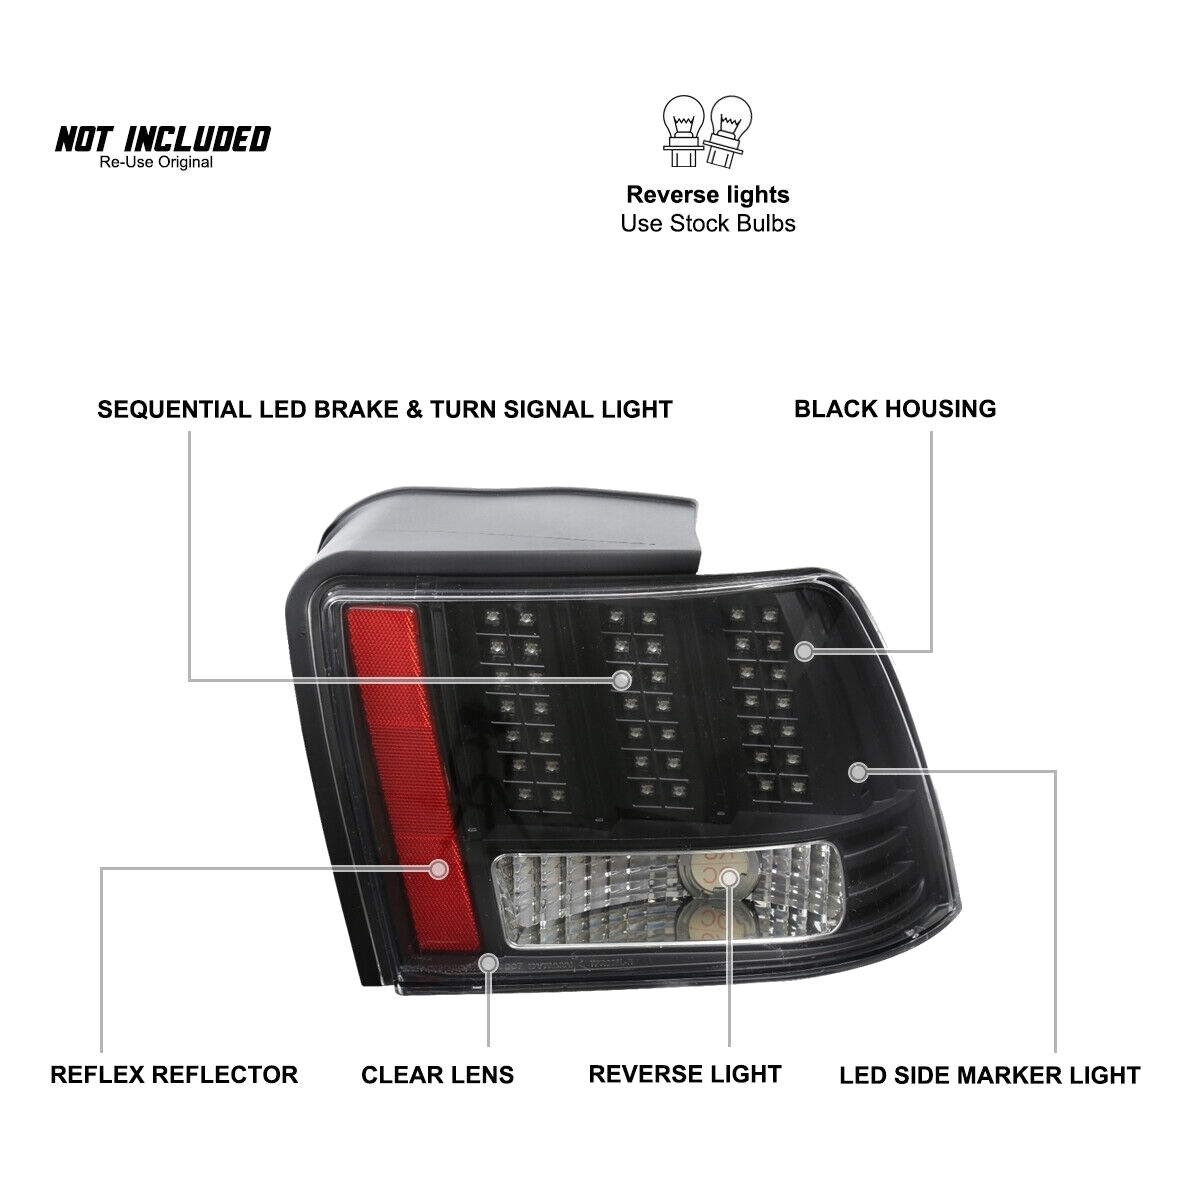 NOT INCLUDED
Re-Use Original
Reverse lights
Use Stock Bulbs
SEQUENTIAL LED BRAKE & TURN SIGNAL LIGHT
BLACK HOUSING
REFLEX REFLECTOR
CLEAR LENS
REVERSE LIGHT
LED SIDE MARKER LIGHT